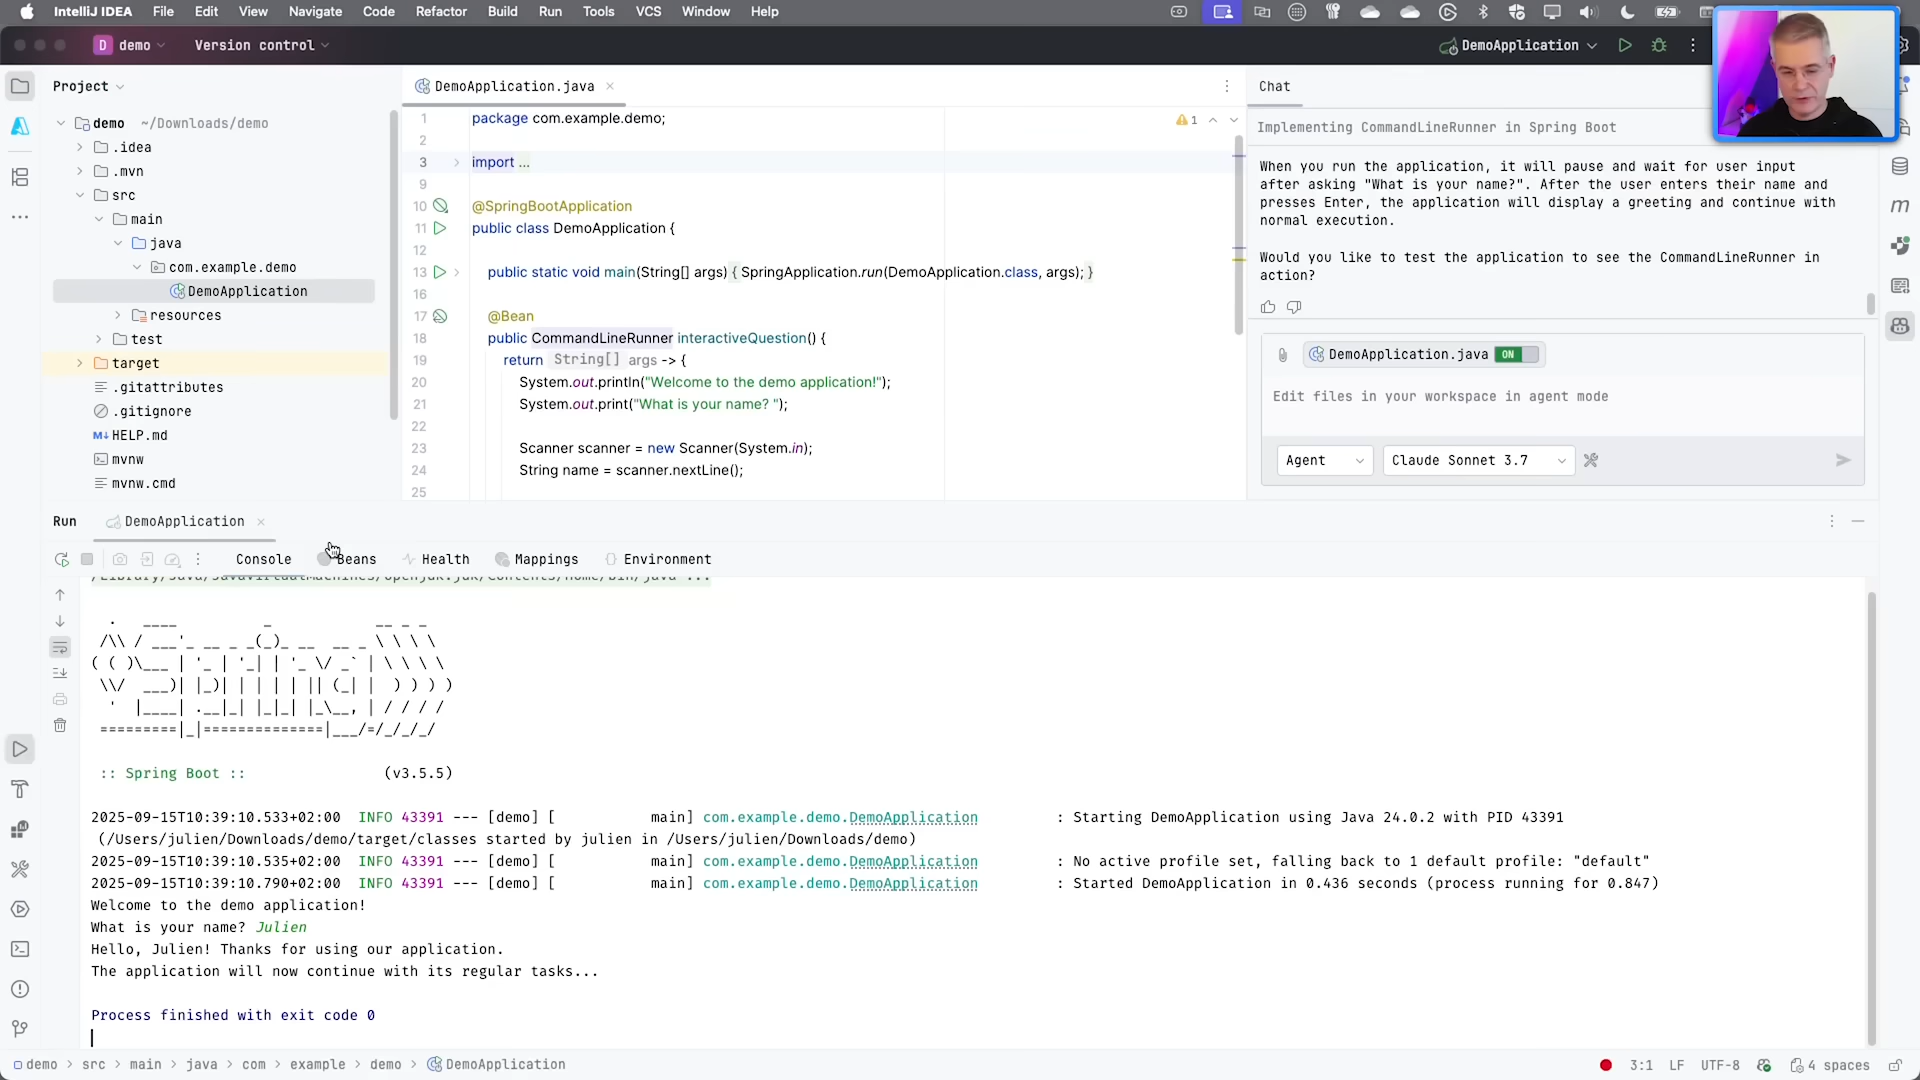 IntelliJ IDEA File Edit View Navigate Code Refactor Build Run Tools VCS Window Help
D demo Version control DemoApplication
Project
demo ~/Downloads/demo
.idea
.mvn
src
main
java
com.example.demo
DemoApplication
resources
test
target
.gitattributes
.gitignore
M↓ HELP.md
mvnw
mvnw.cmd
DemoApplication.java
1 package com.example.demo;
2
3 import ...
9
10 @SpringBootApplication
11 public class DemoApplication {
12
13 public static void main(String[] args) { SpringApplication.run(DemoApplication.class, args); }
16
17 @Bean
18 public CommandLineRunner interactiveQuestion() {
19 return String[] args -> {
20 System.out.println("Welcome to the demo application!");
21 System.out.print("What is your name? ");
22
23 Scanner scanner = new Scanner(System.in);
24 String name = scanner.nextLine();
25
1
Chat
Implementing CommandLineRunner in Spring Boot
When you run the application, it will pause and wait for user input
after asking "What is your name?". After the user enters their name and
presses Enter, the application will display a greeting and continue with
normal execution.
Would you like to test the application to see the CommandLineRunner in
action?
DemoApplication.java ON
Edit files in your workspace in agent mode
Agent Claude Sonnet 3.7
m
Run DemoApplication
Console Beans Health Mappings Environment
/Library/Java/JavaVirtualMachines/openjdk.jdk/Contents/Home/bin/java ...
:: Spring Boot :: (v3.5.5)
2025-09-15T10:39:10.533+02:00 INFO 43391 --- [demo] [ main] com.example.demo.DemoApplication : Starting DemoApplication using Java 24.0.2 with PID 43391
(/Users/julien/Downloads/demo/target/classes started by julien in /Users/julien/Downloads/demo)
2025-09-15T10:39:10.535+02:00 INFO 43391 --- [demo] [ main] com.example.demo.DemoApplication : No active profile set, falling back to 1 default profile: "default"
2025-09-15T10:39:10.790+02:00 INFO 43391 --- [demo] [ main] com.example.demo.DemoApplication : Started DemoApplication in 0.436 seconds (process running for 0.847)
Welcome to the demo application!
What is your name? Julien
Hello, Julien! Thanks for using our application.
The application will now continue with its regular tasks...
Process finished with exit code 0
demo > src > main > java > com > example > demo > DemoApplication 3:1 LF UTF-8 4 spaces